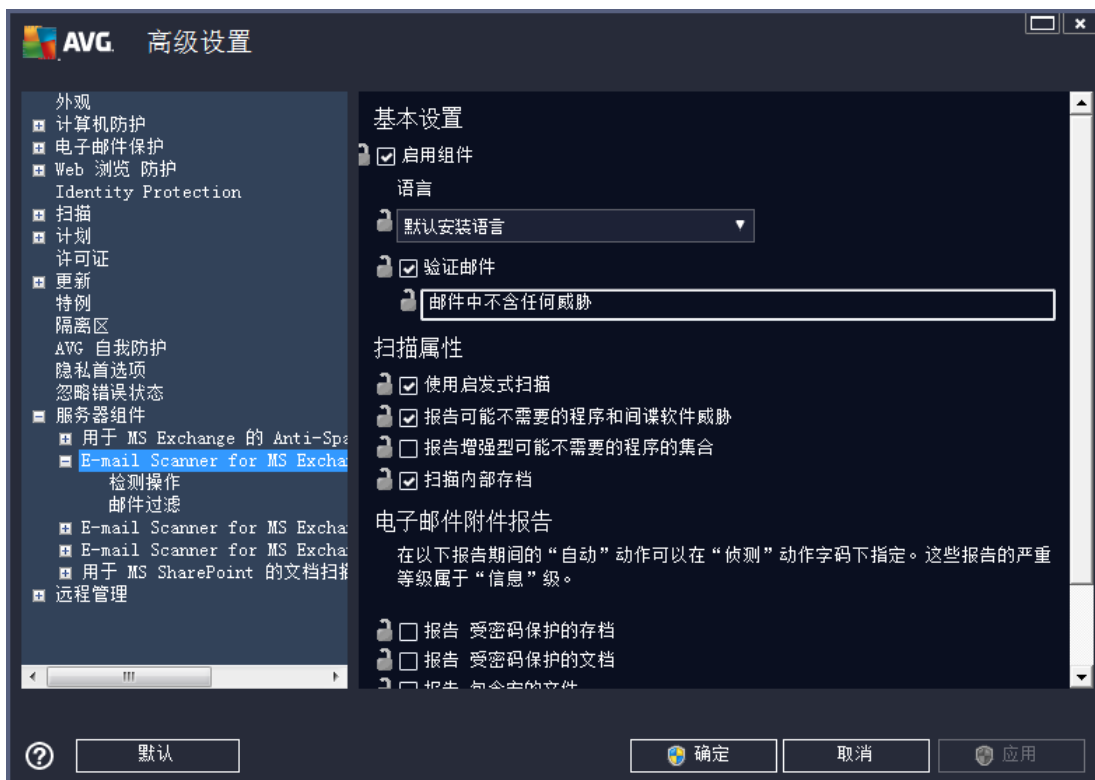 AVG. 高级设置
外观
计算机防护
电子邮件保护
Web 浏览 防护
Identity Protection
扫描
计划
许可证
更新
特例
隔离区
AVG 自我防护
隐私首选项
忽略错误状态
服务器组件
用于 MS Exchange 的 Anti-Spa
E-mail Scanner for MS Exchan
检测操作
邮件过滤
E-mail Scanner for MS Exchan
E-mail Scanner for MS Exchan
用于 MS SharePoint 的文档扫描
远程管理
基本设置
启用组件
语言
默认安装语言
验证邮件
邮件中不含任何威胁
扫描属性
使用启发式扫描
报告可能不需要的程序和间谍软件威胁
报告增强型可能不需要的程序的集合
扫描内部存档
电子邮件附件报告
在以下报告期间的“自动”动作可以在“侦测”动作字码下指定。这些报告的严重
等级属于“信息”级。
报告 受密码保护的存档
报告 受密码保护的文档
报告 包含宏的文件
默认
确定
取消
应用